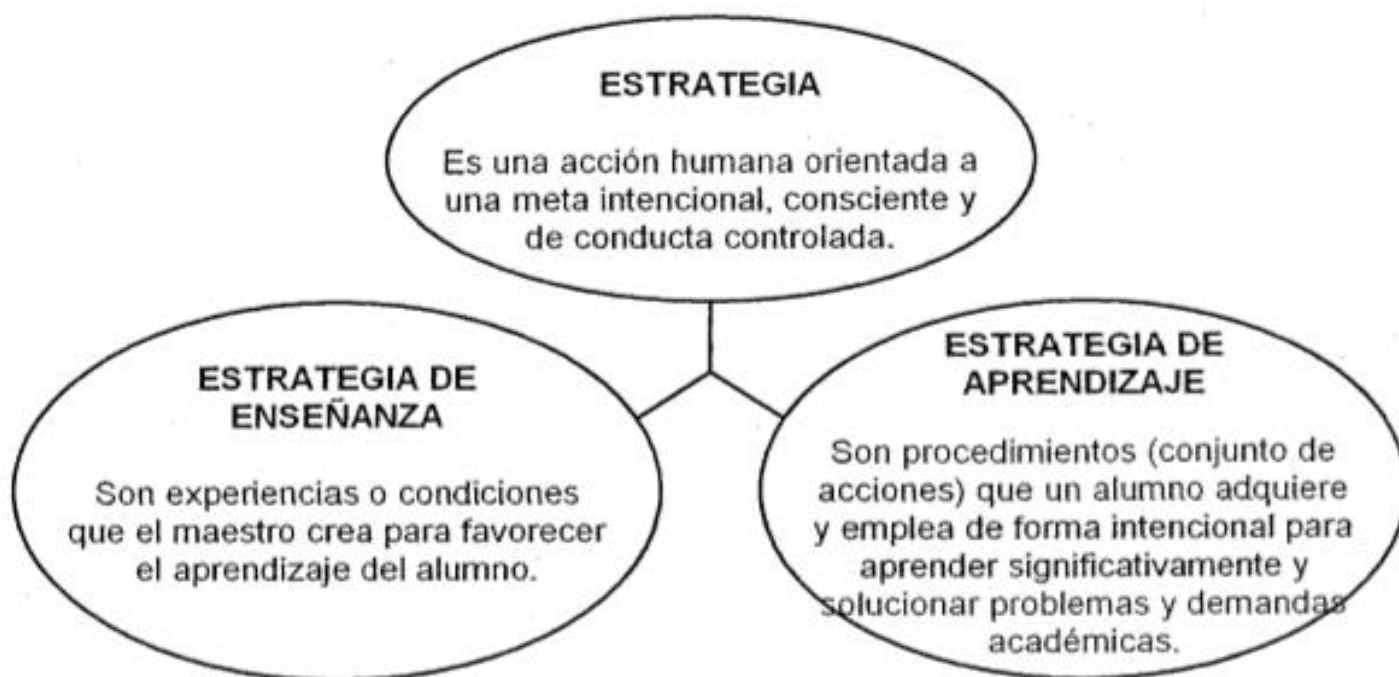 ESTRATEGIA
Es una acción humana orientada a
una meta intencional, consciente y
de conducta controlada.
ESTRATEGIA DE
ENSEÑANZA
Son experiencias o condiciones
que el maestro crea para favorecer
el aprendizaje del alumno.
ESTRATEGIA DE
APRENDIZAJE
Son procedimientos (conjunto de
acciones) que un alumno adquiere
y emplea de forma intencional para
aprender significativamente y
solucionar problemas y demandas
académicas.